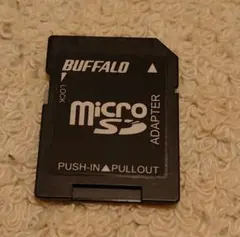 BUFFALO
LOCK
micro
SD
ADAPTER
PUSH-IN▲PULLOUT